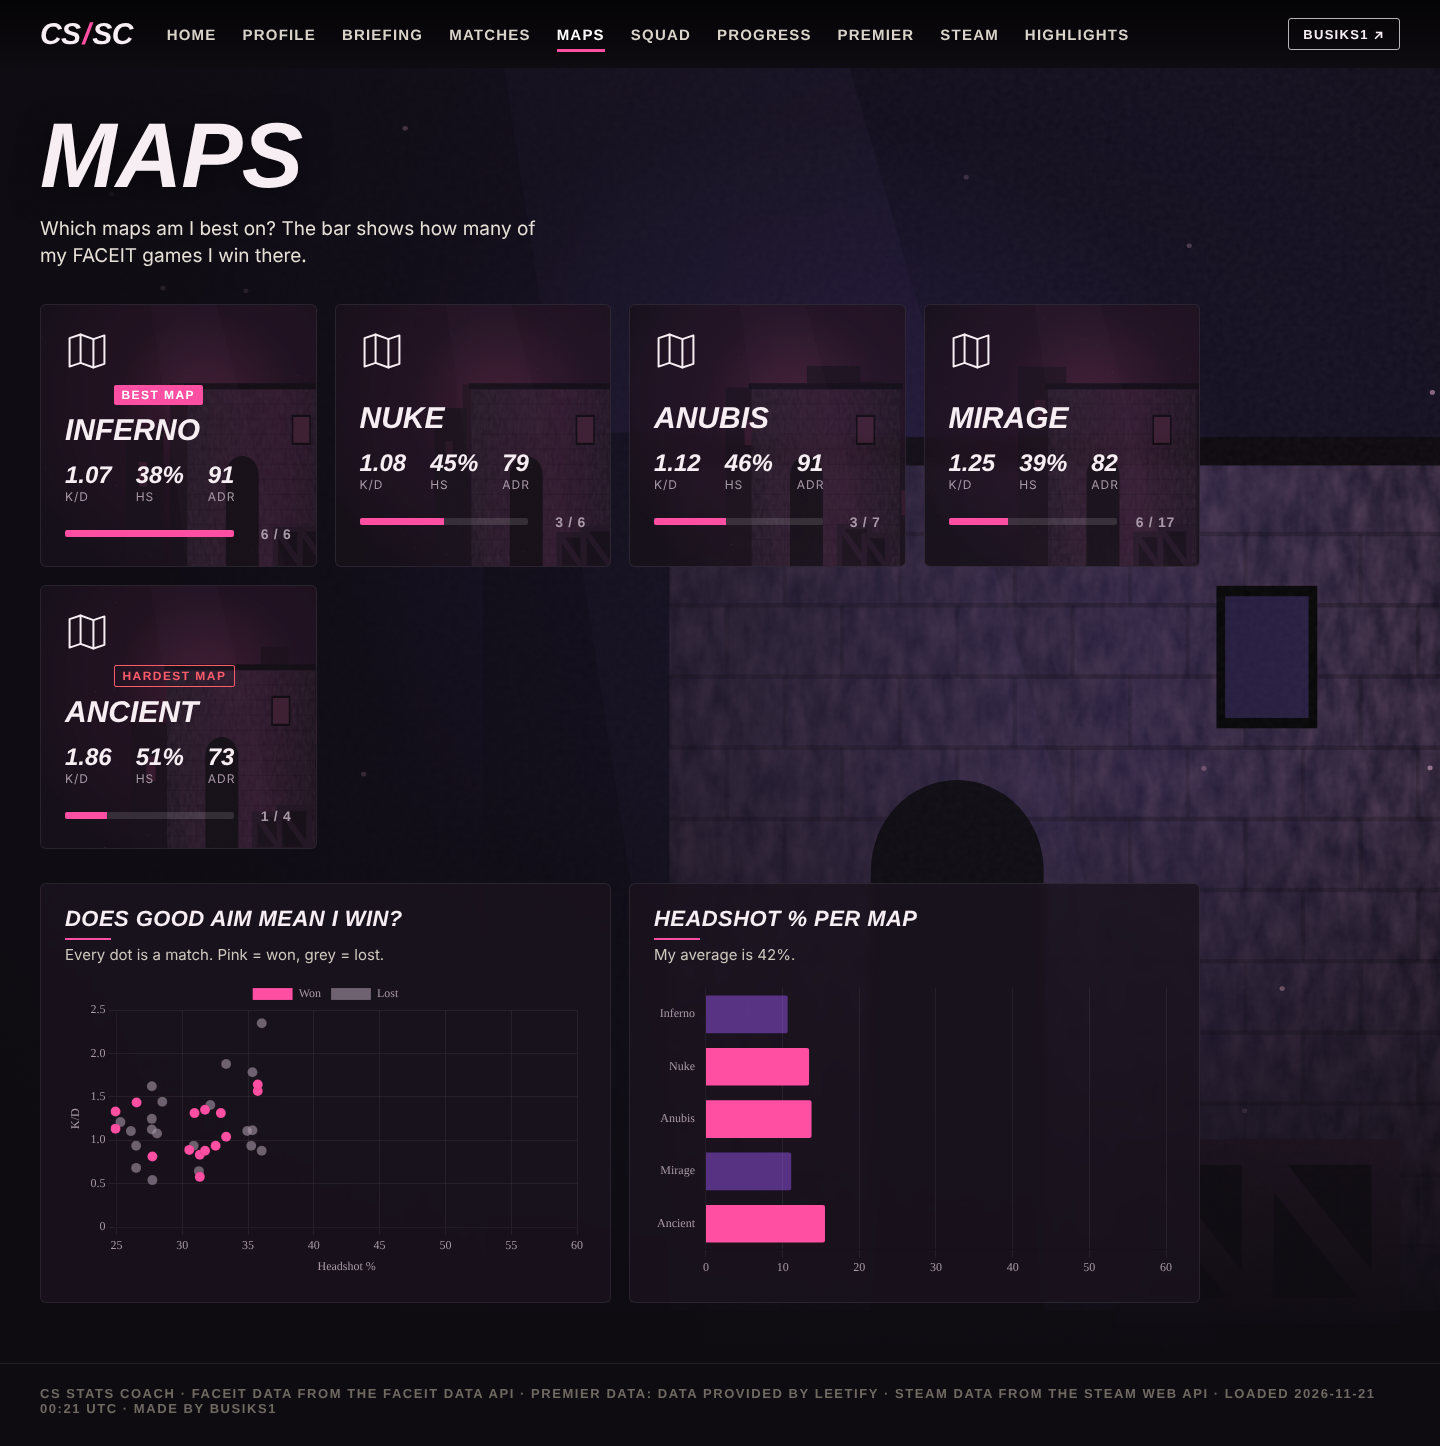 CS/SC HOME PROFILE BRIEFING MATCHES MAPS SQUAD PROGRESS PREMIER STEAM HIGHLIGHTS BUSIKS1 ↗
MAPS
Which maps am I best on? The bar shows how many of
my FACEIT games I win there.
BEST MAP
INFERNO
1.07 38% 91
K/D HS ADR
6 / 6
NUKE
1.08 45% 79
K/D HS ADR
3 / 6
ANUBIS
1.12 46% 91
K/D HS ADR
3 / 7
MIRAGE
1.25 39% 82
K/D HS ADR
6 / 17
HARDEST MAP
ANCIENT
1.86 51% 73
K/D HS ADR
1 / 4
DOES GOOD AIM MEAN I WIN?
Every dot is a match. Pink = won, grey = lost.
Won Lost
2.5
2.0
1.5
K/D
1.0
0.5
0
25 30 35 40 45 50 55 60
Headshot %
HEADSHOT % PER MAP
My average is 42%.
Inferno
Nuke
Anubis
Mirage
Ancient
0 10 20 30 40 50 60
CS STATS COACH · FACEIT DATA FROM THE FACEIT DATA API · PREMIER DATA: DATA PROVIDED BY LEETIFY · STEAM DATA FROM THE STEAM WEB API · LOADED 2026-11-21
00:21 UTC · MADE BY BUSIKS1